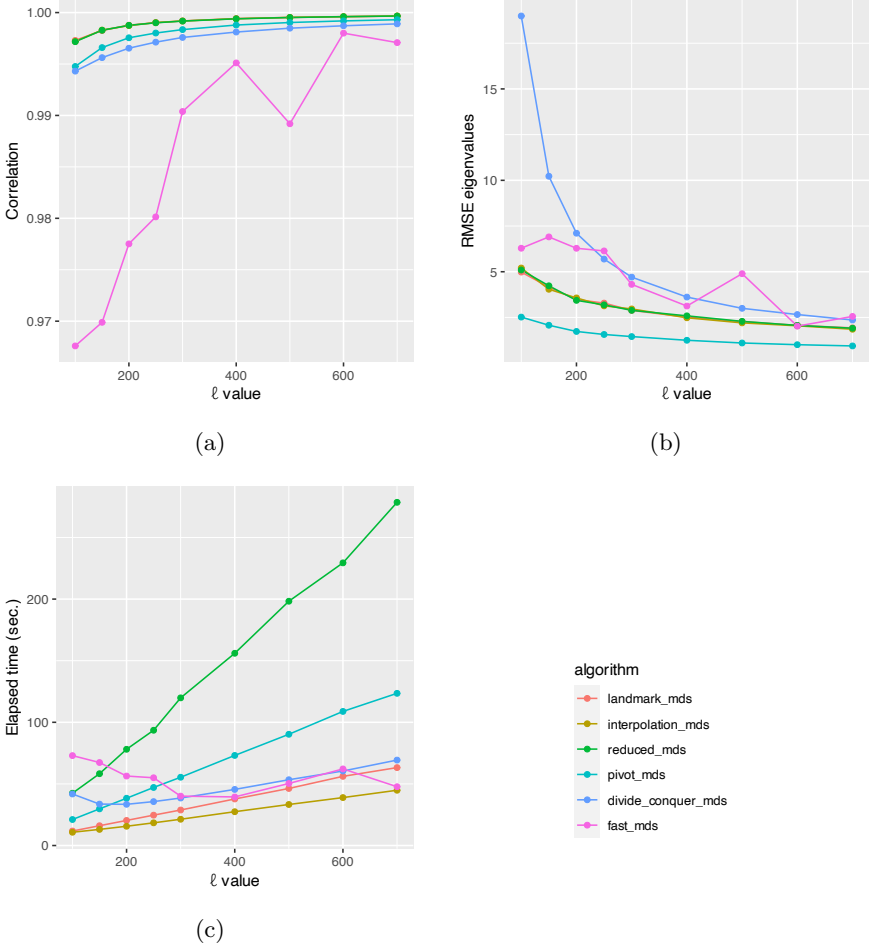 1.00
0.99
0.98
0.97
Correlation
200 400 600
ℓ value
(a)
15
10
5
RMSE eigenvalues
200 400 600
ℓ value
(b)
200
100
0
Elapsed time (sec.)
200 400 600
ℓ value
(c)
algorithm
landmark_mds
interpolation_mds
reduced_mds
pivot_mds
divide_conquer_mds
fast_mds